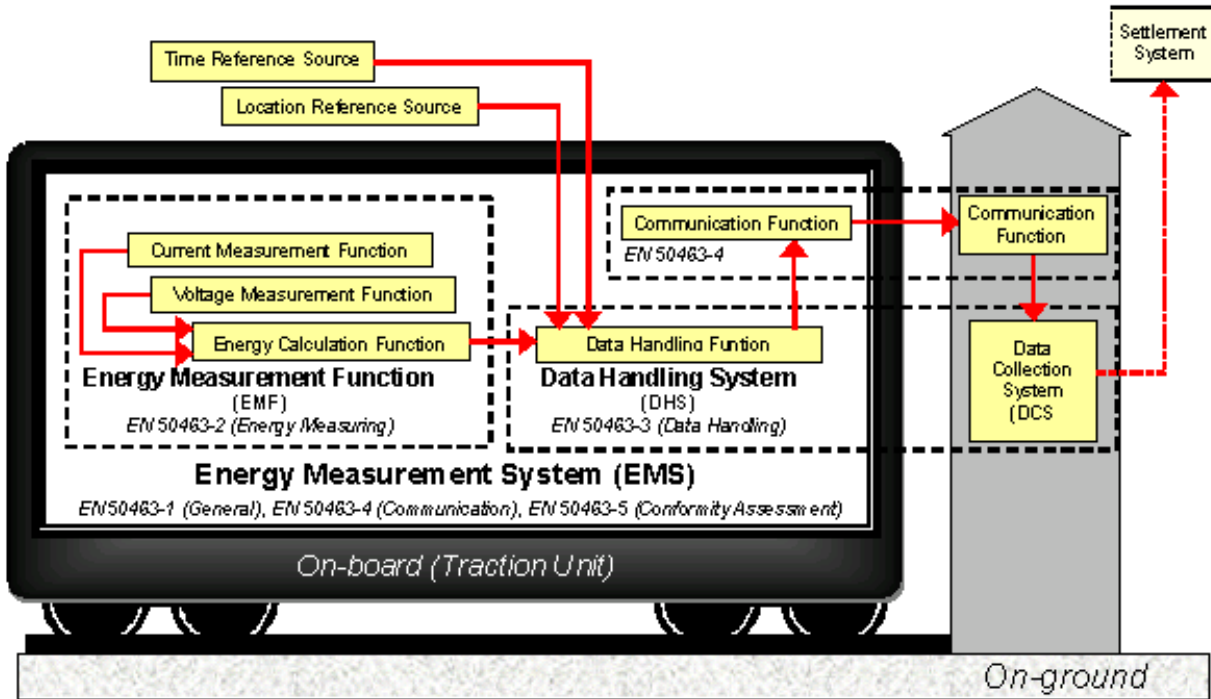 Settlement
System
Time Reference Source
Location Reference Source
Communication Function
EN 50463-4
Communication
Function
Current Measurement Function
Voltage Measurement Function
Energy Calculation Function
Data Handling Funtion
Data
Collection
System
(DCS
Energy Measurement Function
(EMF)
EN 50463-2 (Energy Measuring)
Data Handling System
(DHS)
EN 50463-3 (Data Handling)
Energy Measurement System (EMS)
EN50463-1 (General), EN 50463-4 (Communication), EN 50463-5 (Conformity Assessment)
On-board (Traction Unit)
On-ground